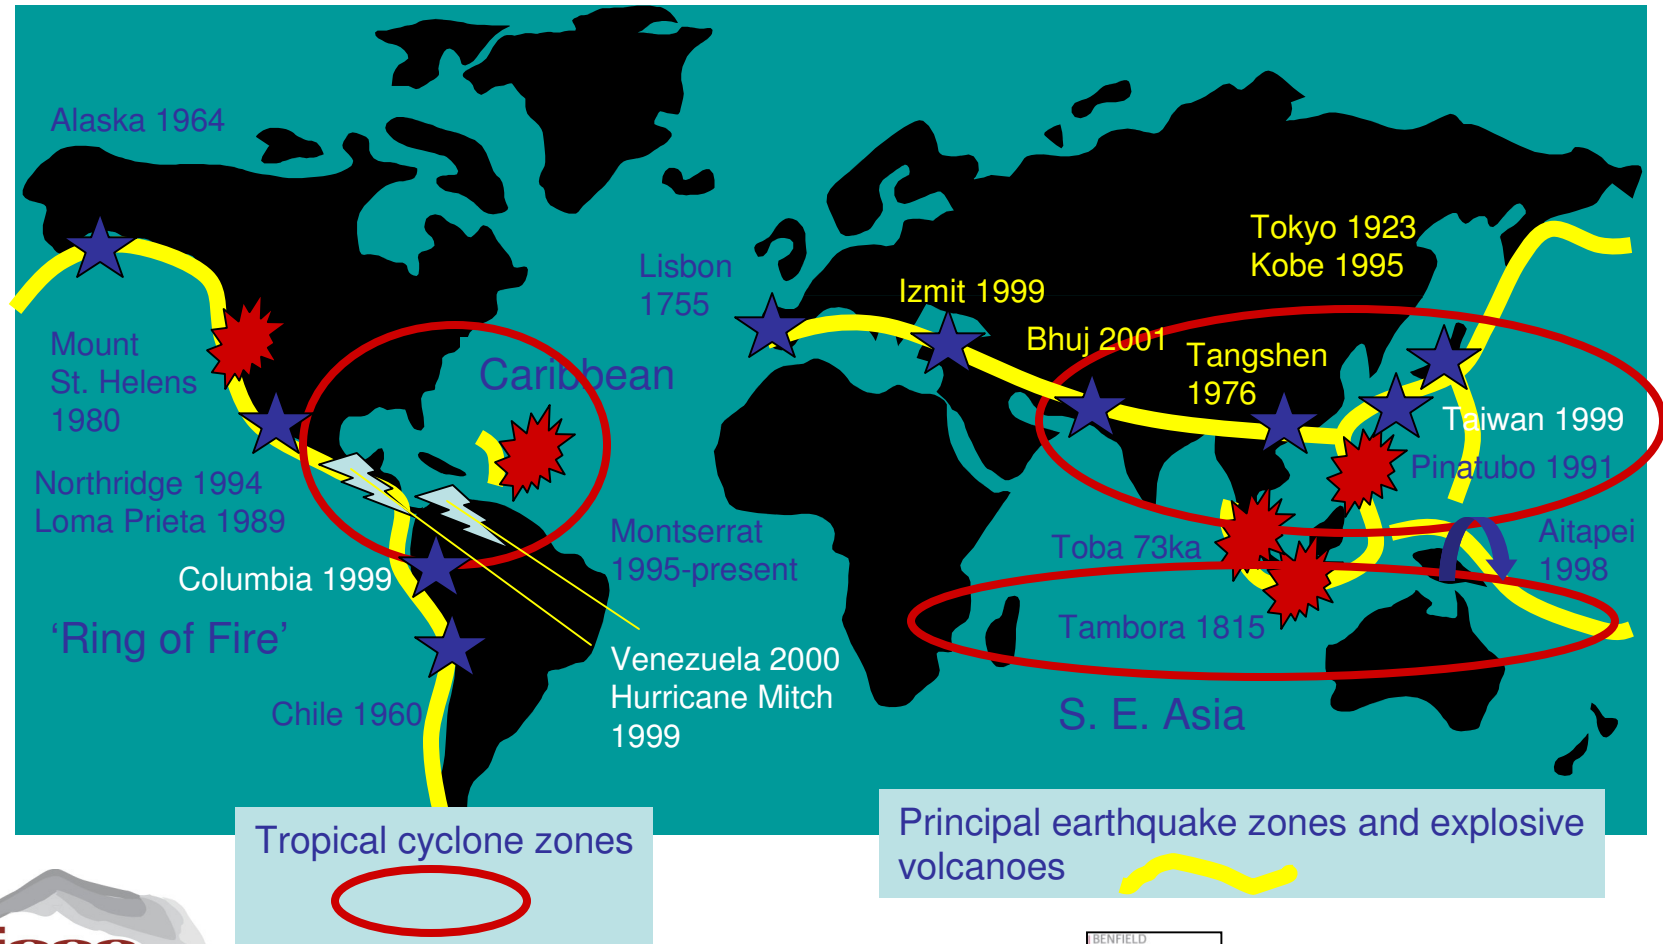 Alaska 1964
Tokyo 1923
Kobe 1995
Lisbon
1755
Izmit 1999
Bhuj 2001
Mount
St. Helens
1980
Caribbean
Tangshen
1976
Taiwan 1999
Pinatubo 1991
Northridge 1994
Loma Prieta 1989
Montserrat
1995-present
Toba 73ka
Aitapei
1998
Columbia 1999
'Ring of Fire'
Tambora 1815
Venezuela 2000
Hurricane Mitch
1999
Chile 1960
S. E. Asia
Tropical cyclone zones
Principal earthquake zones and explosive
volcanoes
BENFIELD